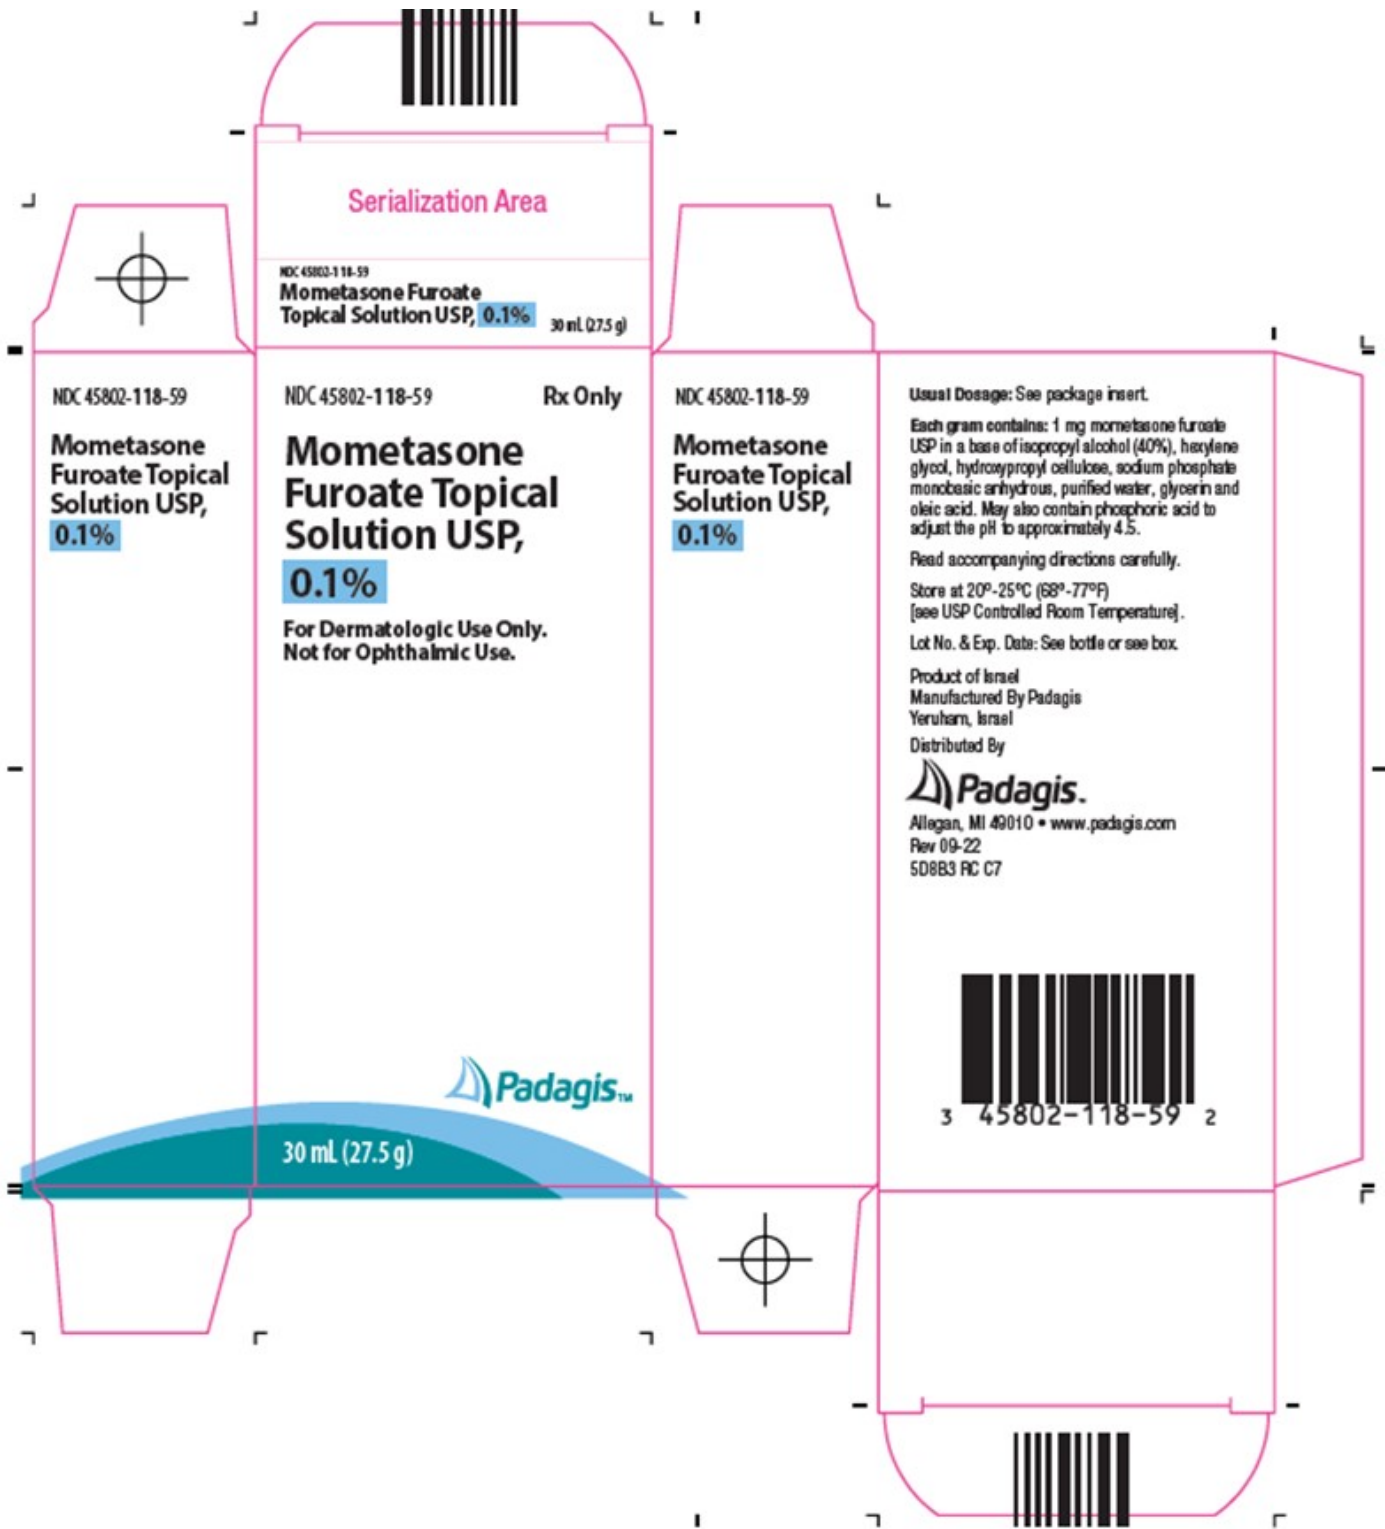 Serialization Area
NDC 45802-118-59
Mometasone Furoate
Topical Solution USP, 0.1%
30 mL (27.5 g)
NDC 45802-118-59
Mometasone
Furoate Topical
Solution USP,
0.1%
NDC 45802-118-59
Rx Only
Mometasone
Furoate Topical
Solution USP,
0.1%
For Dermatologic Use Only.
Not for Ophthalmic Use.
Padagis™
30 mL (27.5 g)
NDC 45802-118-59
Mometasone
Furoate Topical
Solution USP,
0.1%
Usual Dosage: See package insert.
Each gram contains: 1 mg mometasone furoate
USP in a base of isopropyl alcohol (40%), hexylene
glycol, hydroxypropyl cellulose, sodium phosphate
monobasic anhydrous, purified water, glycerin and
oleic acid. May also contain phosphoric acid to
adjust the pH to approximately 4.5.
Read accompanying directions carefully.
Store at 20º-25ºC (68º-77ºF)
[see USP Controlled Room Temperature].
Lot No. & Exp. Date: See bottle or see box.
Product of Israel
Manufactured By Padagis
Yeruham, Israel
Distributed By
Padagis™
Allegan, MI 49010 • www.padagis.com
Rev 09-22
5D8B3 RC C7
3 45802-118-59 2